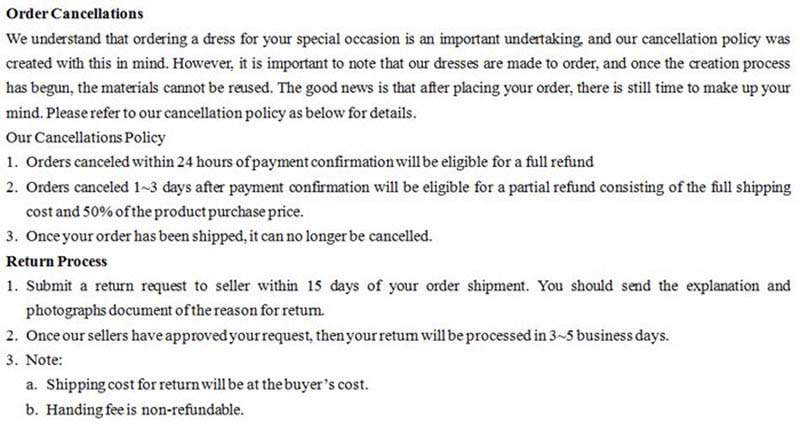 Order Cancellations
We understand that ordering a dress for your special occasion is an important undertaking, and our cancellation policy was
created with this in mind. However, it is important to note that our dresses are made to order, and once the creation process
has begun, the materials cannot be reused. The good news is that after placing your order, there is still time to make up your
mind. Please refer to our cancellation policy as below for details.
Our Cancellations Policy
1. Orders canceled within 24 hours of payment confirmation will be eligible for a full refund
2. Orders canceled 1~3 days after payment confirmation will be eligible for a partial refund consisting of the full shipping
cost and 50% of the product purchase price.
3. Once your order has been shipped, it can no longer be cancelled.
Return Process
1. Submit a return request to seller within 15 days of your order shipment. You should send the explanation and
photographs document of the reason for return.
2. Once our sellers have approved your request, then your return will be processed in 3~5 business days.
3. Note:
a. Shipping cost for return will be at the buyer's cost.
b. Handing fee is non-refundable.